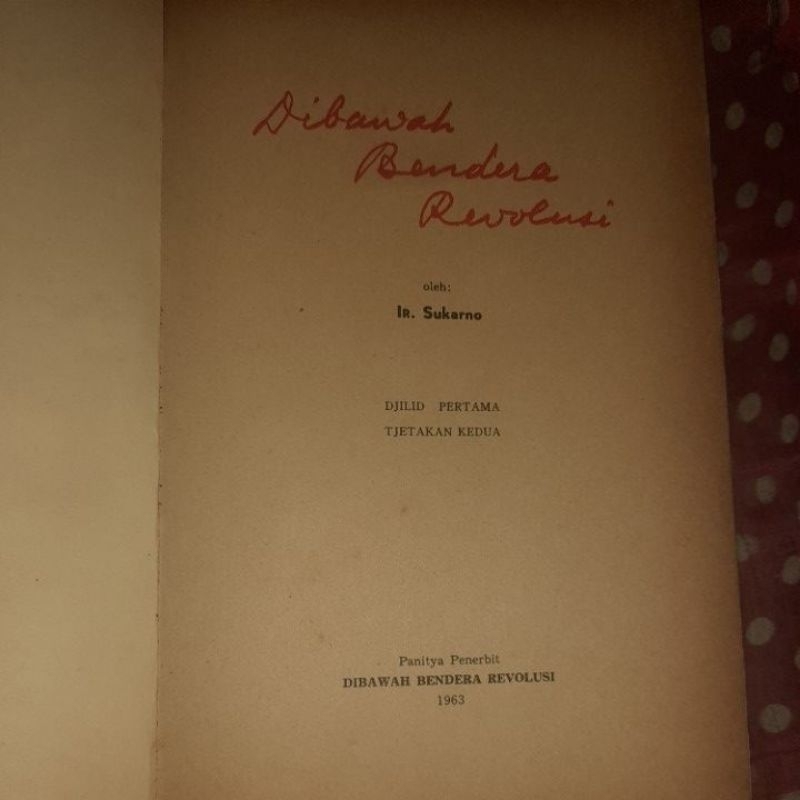 Dibawah
Bendera
Revolusi
oleh:
IR. Sukarno
DJILID PERTAMA
TJETAKAN KEDUA
Panitya Penerbit
DIBAWAH BENDERA REVOLUSI
1963